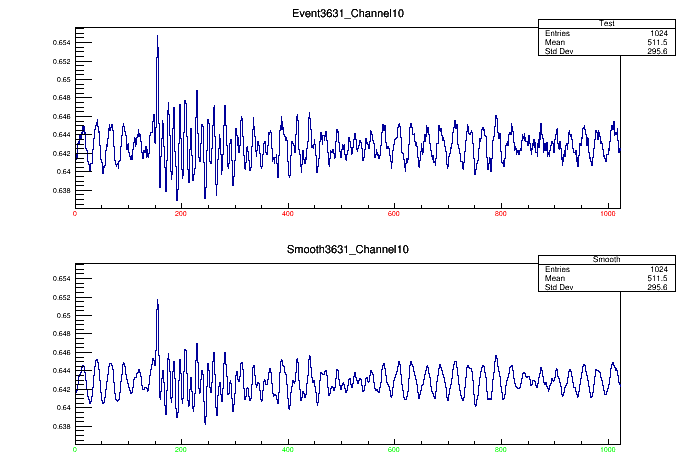 Event3631_Channel10
Test
Entries 1024
Mean 511.5
Std Dev 295.6
0.654
0.652
0.65
0.648
0.646
0.644
0.642
0.64
0.638
0 200 400 600 800 1000
Smooth3631_Channel10
Smooth
Entries 1024
Mean 511.5
Std Dev 295.6
0.654
0.652
0.65
0.648
0.646
0.644
0.642
0.64
0.638
0 200 400 600 800 1000